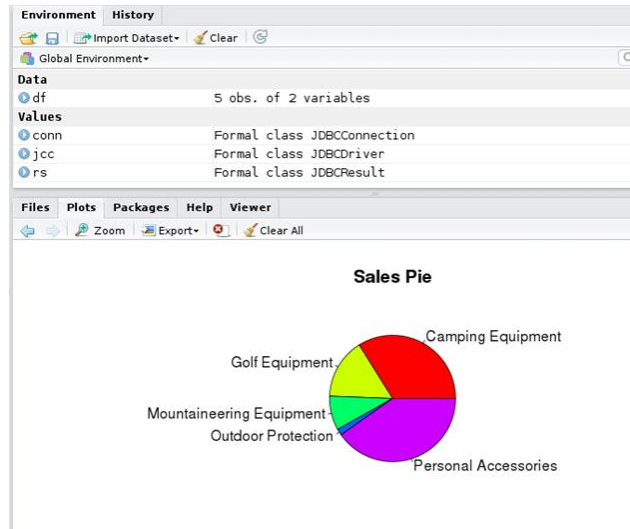 Environment History
Import Dataset Clear
Global Environment
Data
df 5 obs. of 2 variables
Values
conn Formal class JDBCConnection
jcc Formal class JDBCDriver
rs Formal class JDBCResult
Files Plots Packages Help Viewer
Zoom Export Clear All
Sales Pie
Camping Equipment
Golf Equipment
Mountaineering Equipment
Outdoor Protection
Personal Accessories